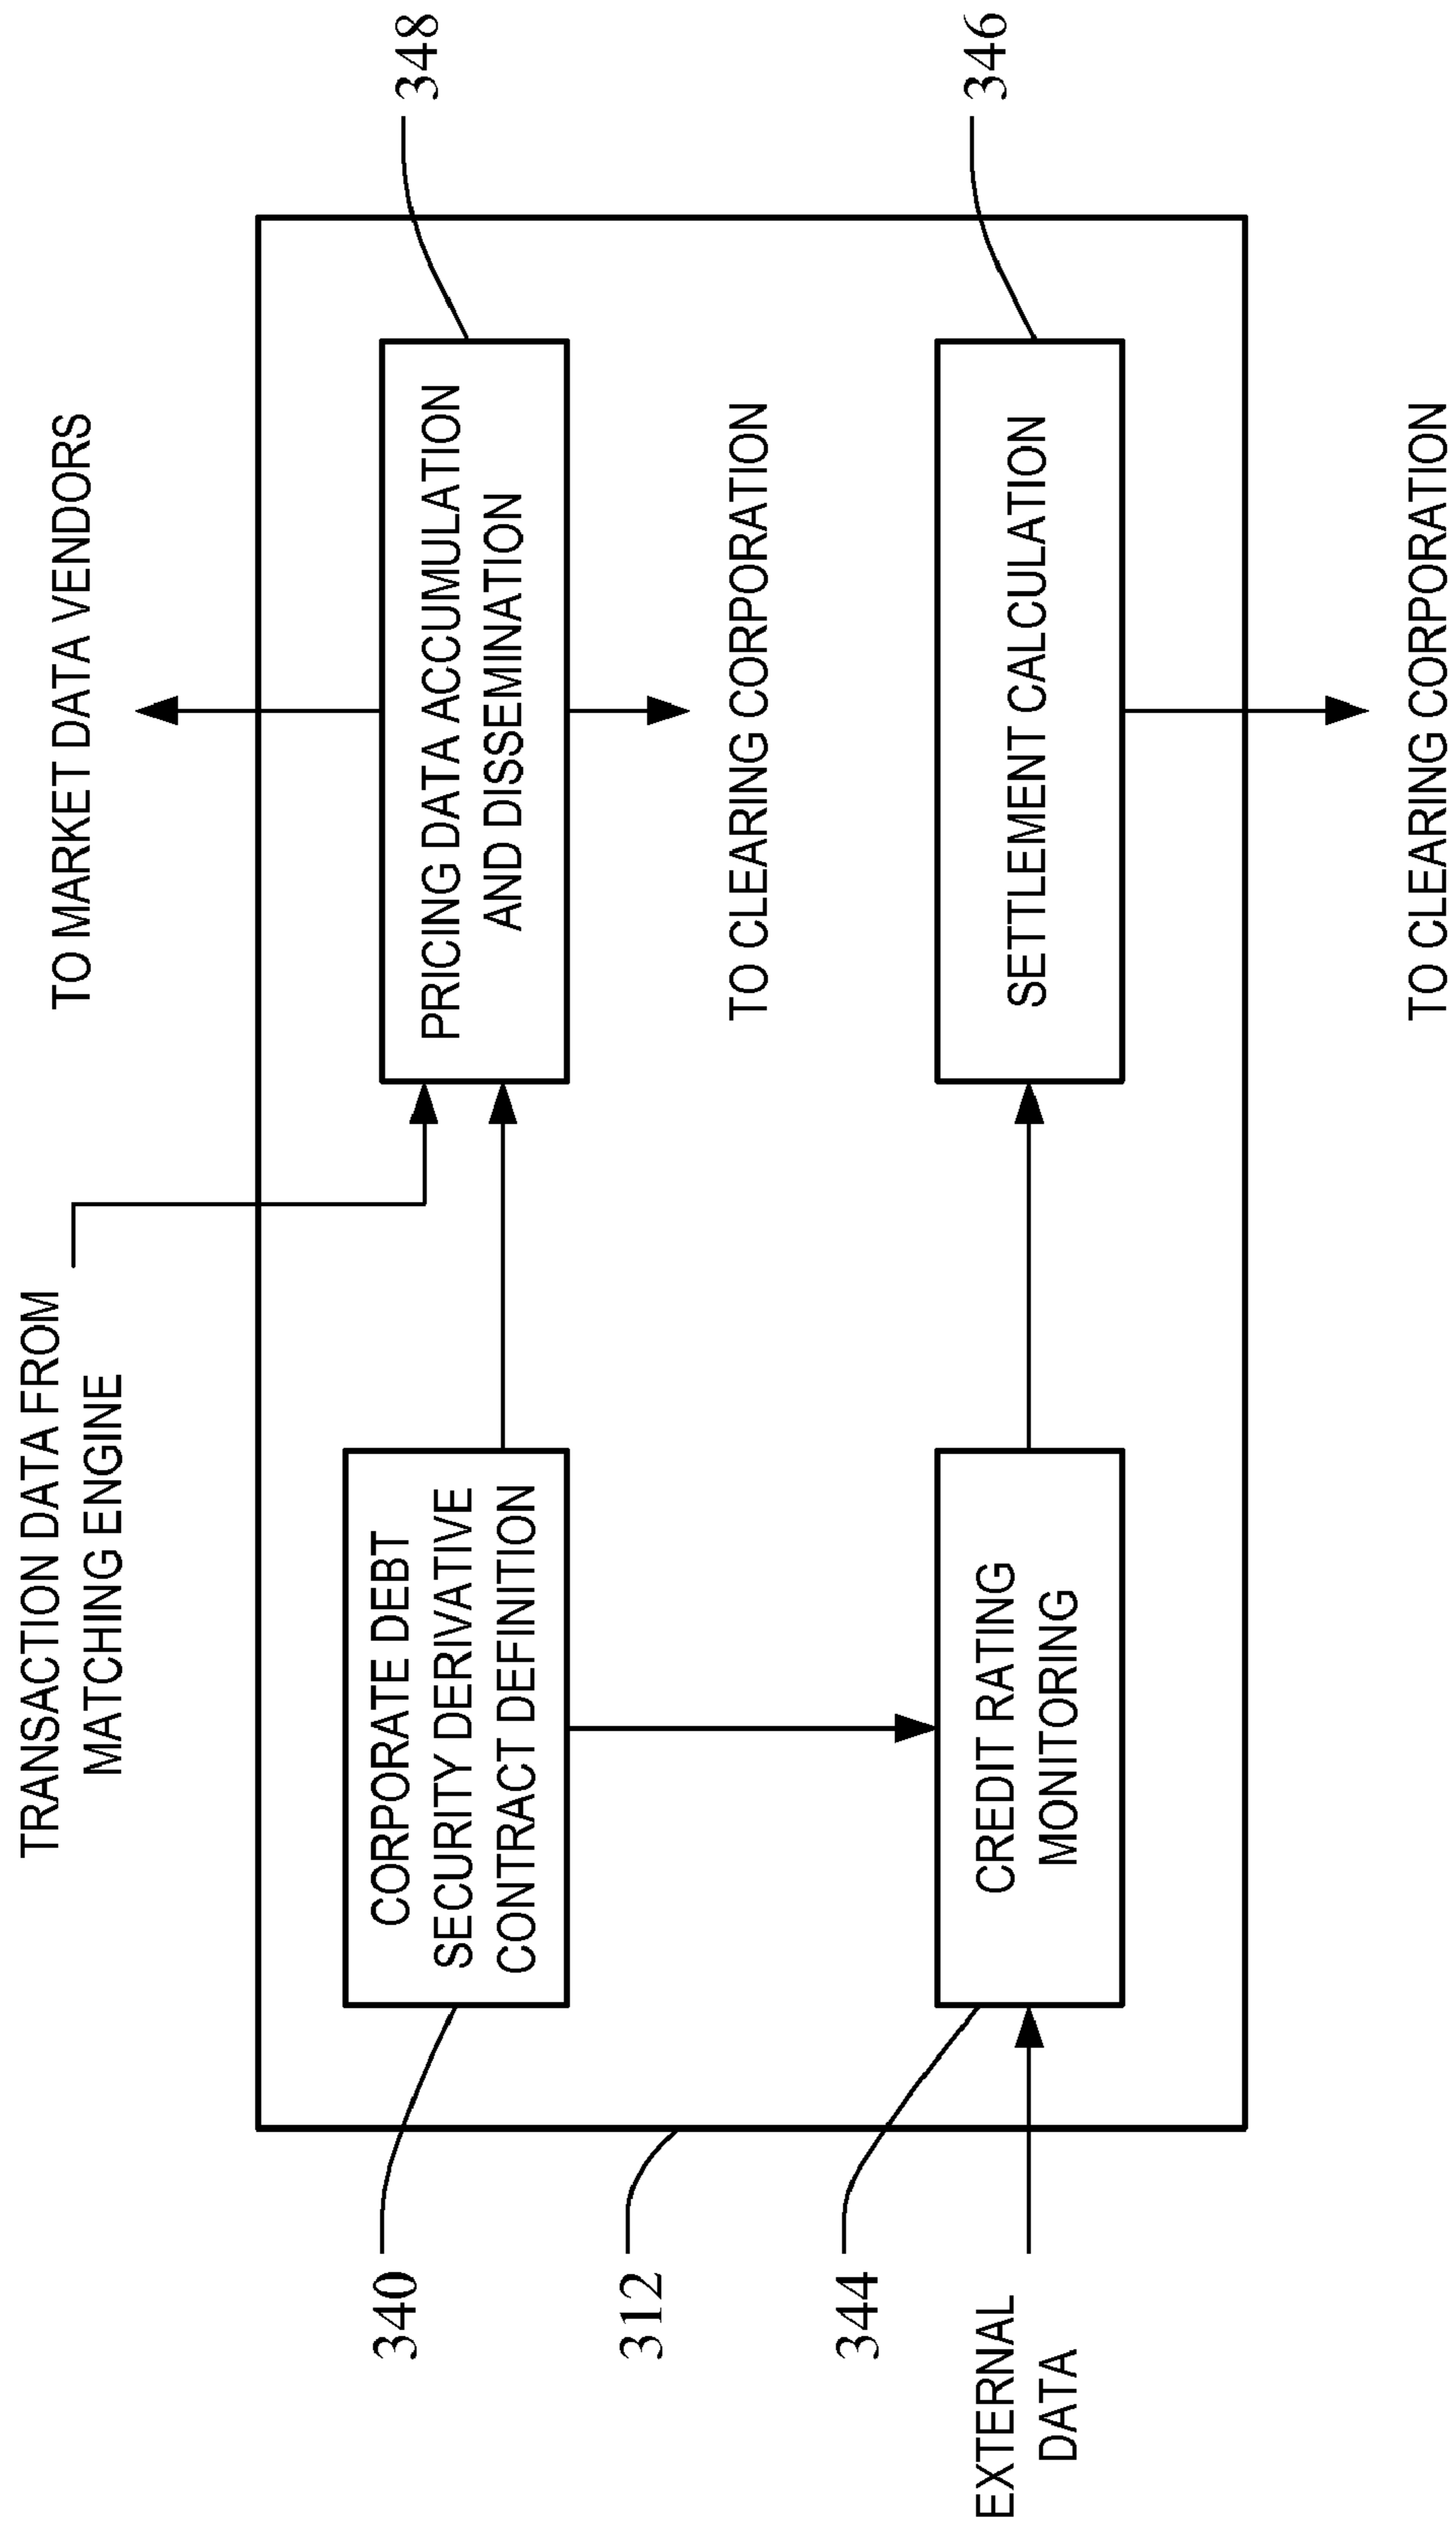 TRANSACTION DATA FROM
MATCHING ENGINE
TO MARKET DATA VENDORS
340
CORPORATE DEBT
SECURITY DERIVATIVE
CONTRACT DEFINITION
PRICING DATA ACCUMULATION
AND DISSEMINATION
348
312
TO CLEARING CORPORATION
344
EXTERNAL
DATA
CREDIT RATING
MONITORING
SETTLEMENT CALCULATION
346
TO CLEARING CORPORATION